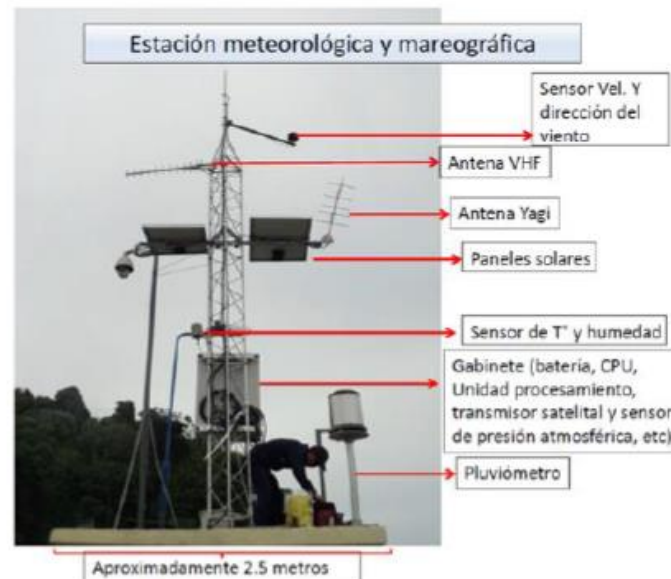 Estación meteorológica y mareográfica
Sensor Vel. Y
dirección del
viento
Antena VHF
Antena Yagi
Paneles solares
Sensor de T° y humedad
Gabinete (batería, CPU,
Unidad procesamiento,
transmisor satelital y sensor
de presión atmosférica, etc)
Pluviómetro
Aproximadamente 2.5 metros